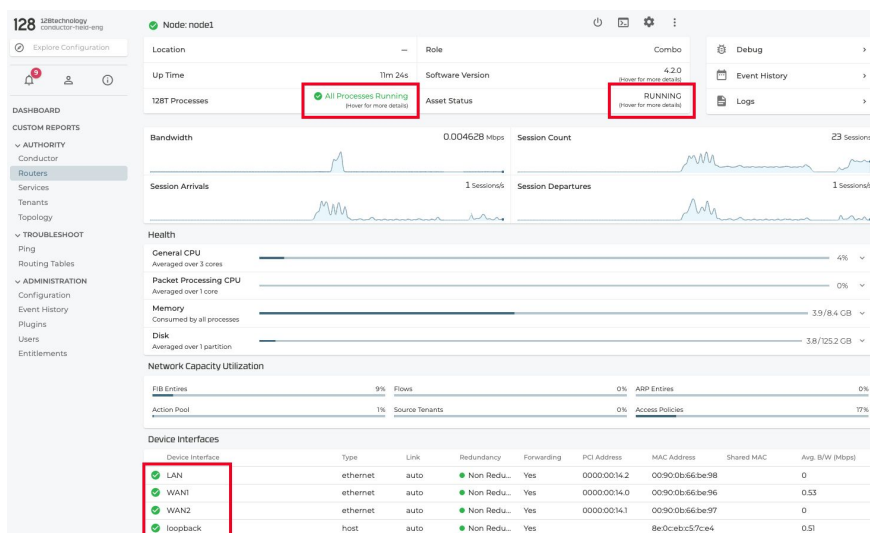 128 128technology
conductor-held-eng
Explore Configuration
9
DASHBOARD
CUSTOM REPORTS
AUTHORITY
Conductor
Routers
Services
Tenants
Topology
TROUBLESHOOT
Ping
Routing Tables
ADMINISTRATION
Configuration
Event History
Plugins
Users
Entitlements
Node: node1
Location –
Role Combo
Up Time 11m 24s
Software Version 4.2.0
(Hover for more details)
128T Processes All Processes Running
(Hover for more details)
Asset Status RUNNING
(Hover for more details)
Debug
Event History
Logs
Bandwidth 0.004628 Mbps
Session Count 23 Sessions
Session Arrivals 1 Sessions/s
Session Departures 1 Sessions/s
Health
General CPU
Averaged over 3 cores
4%
Packet Processing CPU
Averaged over 1 core
0%
Memory
Consumed by all processes
3.9/8.4 GB
Disk
Averaged over 1 partition
3.8/125.2 GB
Network Capacity Utilization
FIB Entires 9% Flows 0% ARP Entires 0%
Action Pool 1% Source Tenants 0% Access Policies 17%
Device Interfaces
Device Interface Type Link Redundancy Forwarding PCI Address MAC Address Shared MAC Avg. B/W (Mbps)
LAN ethernet auto Non Redu... Yes 0000:00:14.2 00:90:0b:66:be:98 0
WAN1 ethernet auto Non Redu... Yes 0000:00:14.0 00:90:0b:66:be:96 0.53
WAN2 ethernet auto Non Redu... Yes 0000:00:14.1 00:90:0b:66:be:97 0
loopback host auto Non Redu... Yes 8e:0c:eb:c5:7c:e4 0.51